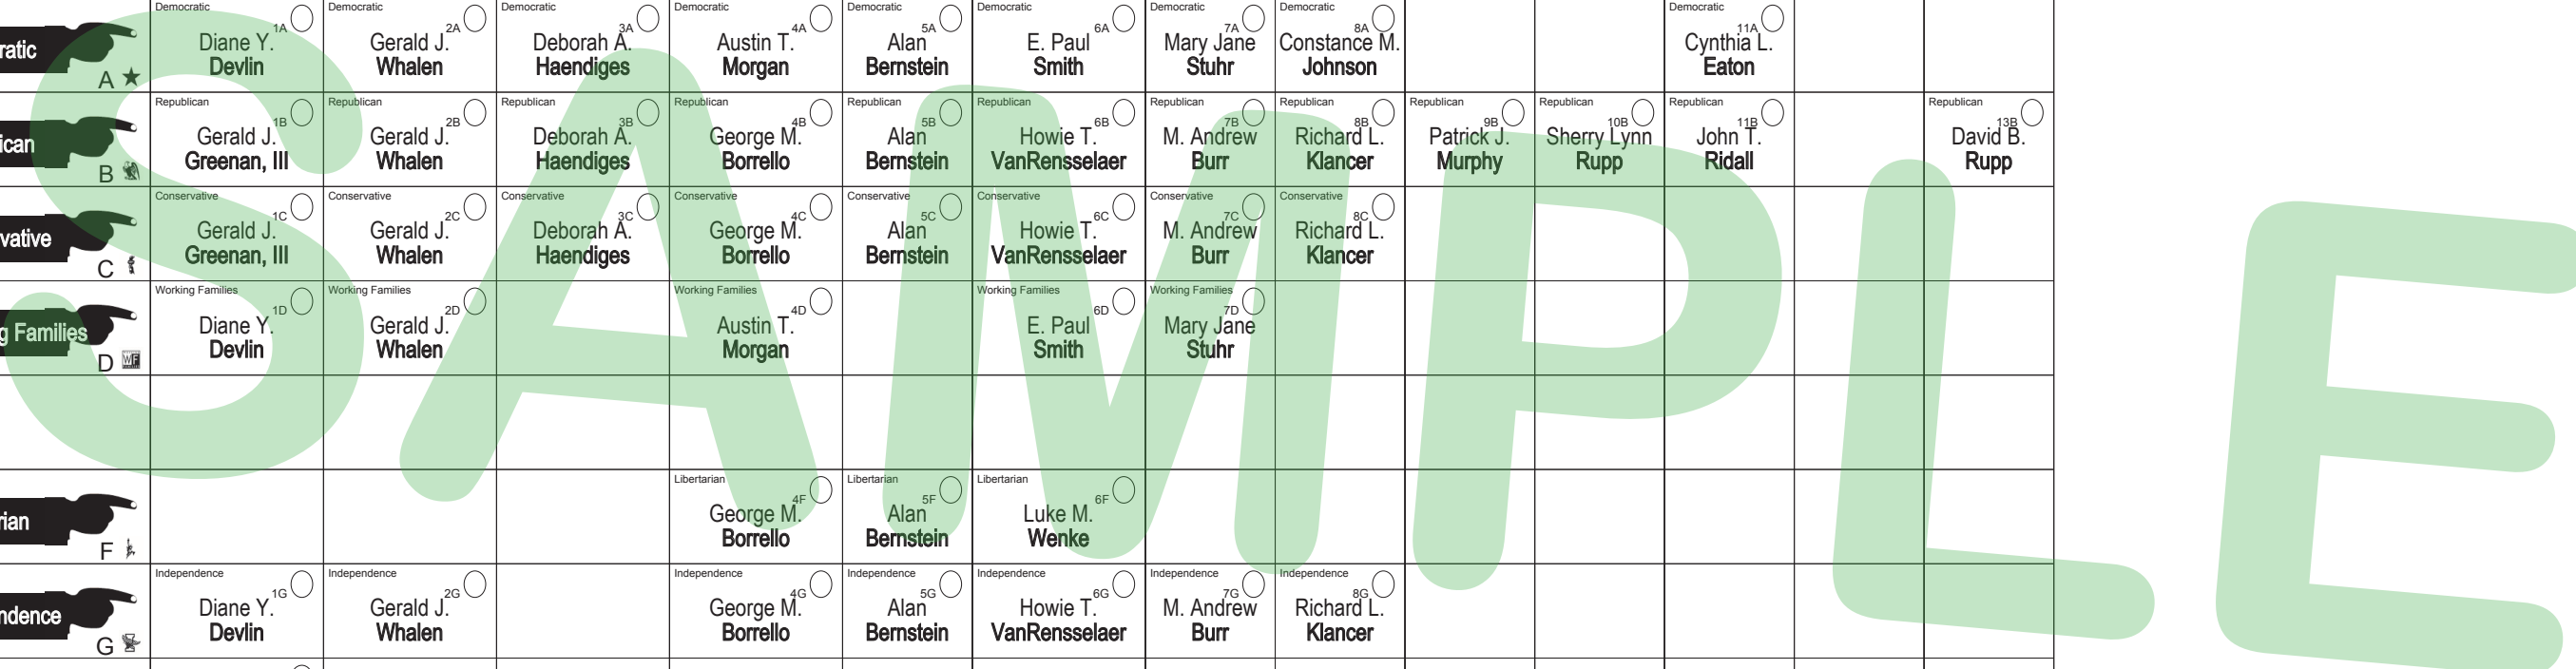 Democratic Democratic Democratic Democratic Democratic Democratic Democratic Democratic Democratic
1A 2A 3A 4A 5A 6A 7A 8A 11A
Diane Y. Gerald J. Deborah A. Austin T. Alan E. Paul Mary Jane Constance M. Cynthia L.
ratic Devlin Whalen Haendiges Morgan Bernstein Smith Stuhr Johnson Eaton
A
Republican Republican Republican Republican Republican Republican Republican Republican Republican Republican Republican Republican
1B 2B 3B 4B 5B 6B 7B 8B 9B 10B 11B 13B
Gerald J. Gerald J. Deborah A. George M. Alan Howie T. M. Andrew Richard L. Patrick J. Sherry Lynn John T. David B.
ican Greenan, III Whalen Haendiges Borrello Bernstein VanRensselaer Burr Klancer Murphy Rupp Ridall Rupp
B
Conservative Conservative Conservative Conservative Conservative Conservative Conservative Conservative
1C 2C 3C 4C 5C 6C 7C 8C
Gerald J. Gerald J. Deborah A. George M. Alan Howie T. M. Andrew Richard L.
vative Greenan, III Whalen Haendiges Borrello Bernstein VanRensselaer Burr Klancer
C
Working Families Working Families Working Families Working Families Working Families
1D 2D 4D 6D 7D
Diane Y. Gerald J. Austin T. E. Paul Mary Jane
g Families Devlin Whalen Morgan Smith Stuhr
D WF
Libertarian Libertarian Libertarian
4F 5F 6F
George M. Alan Luke M.
rian Borrello Bernstein Wenke
F
Independence Independence Independence Independence Independence Independence Independence
1G 2G 4G 5G 6G 7G 8G
Diane Y. Gerald J. George M. Alan Howie T. M. Andrew Richard L.
ndence Devlin Whalen Borrello Bernstein VanRensselaer Burr Klancer
G
SAMPLE